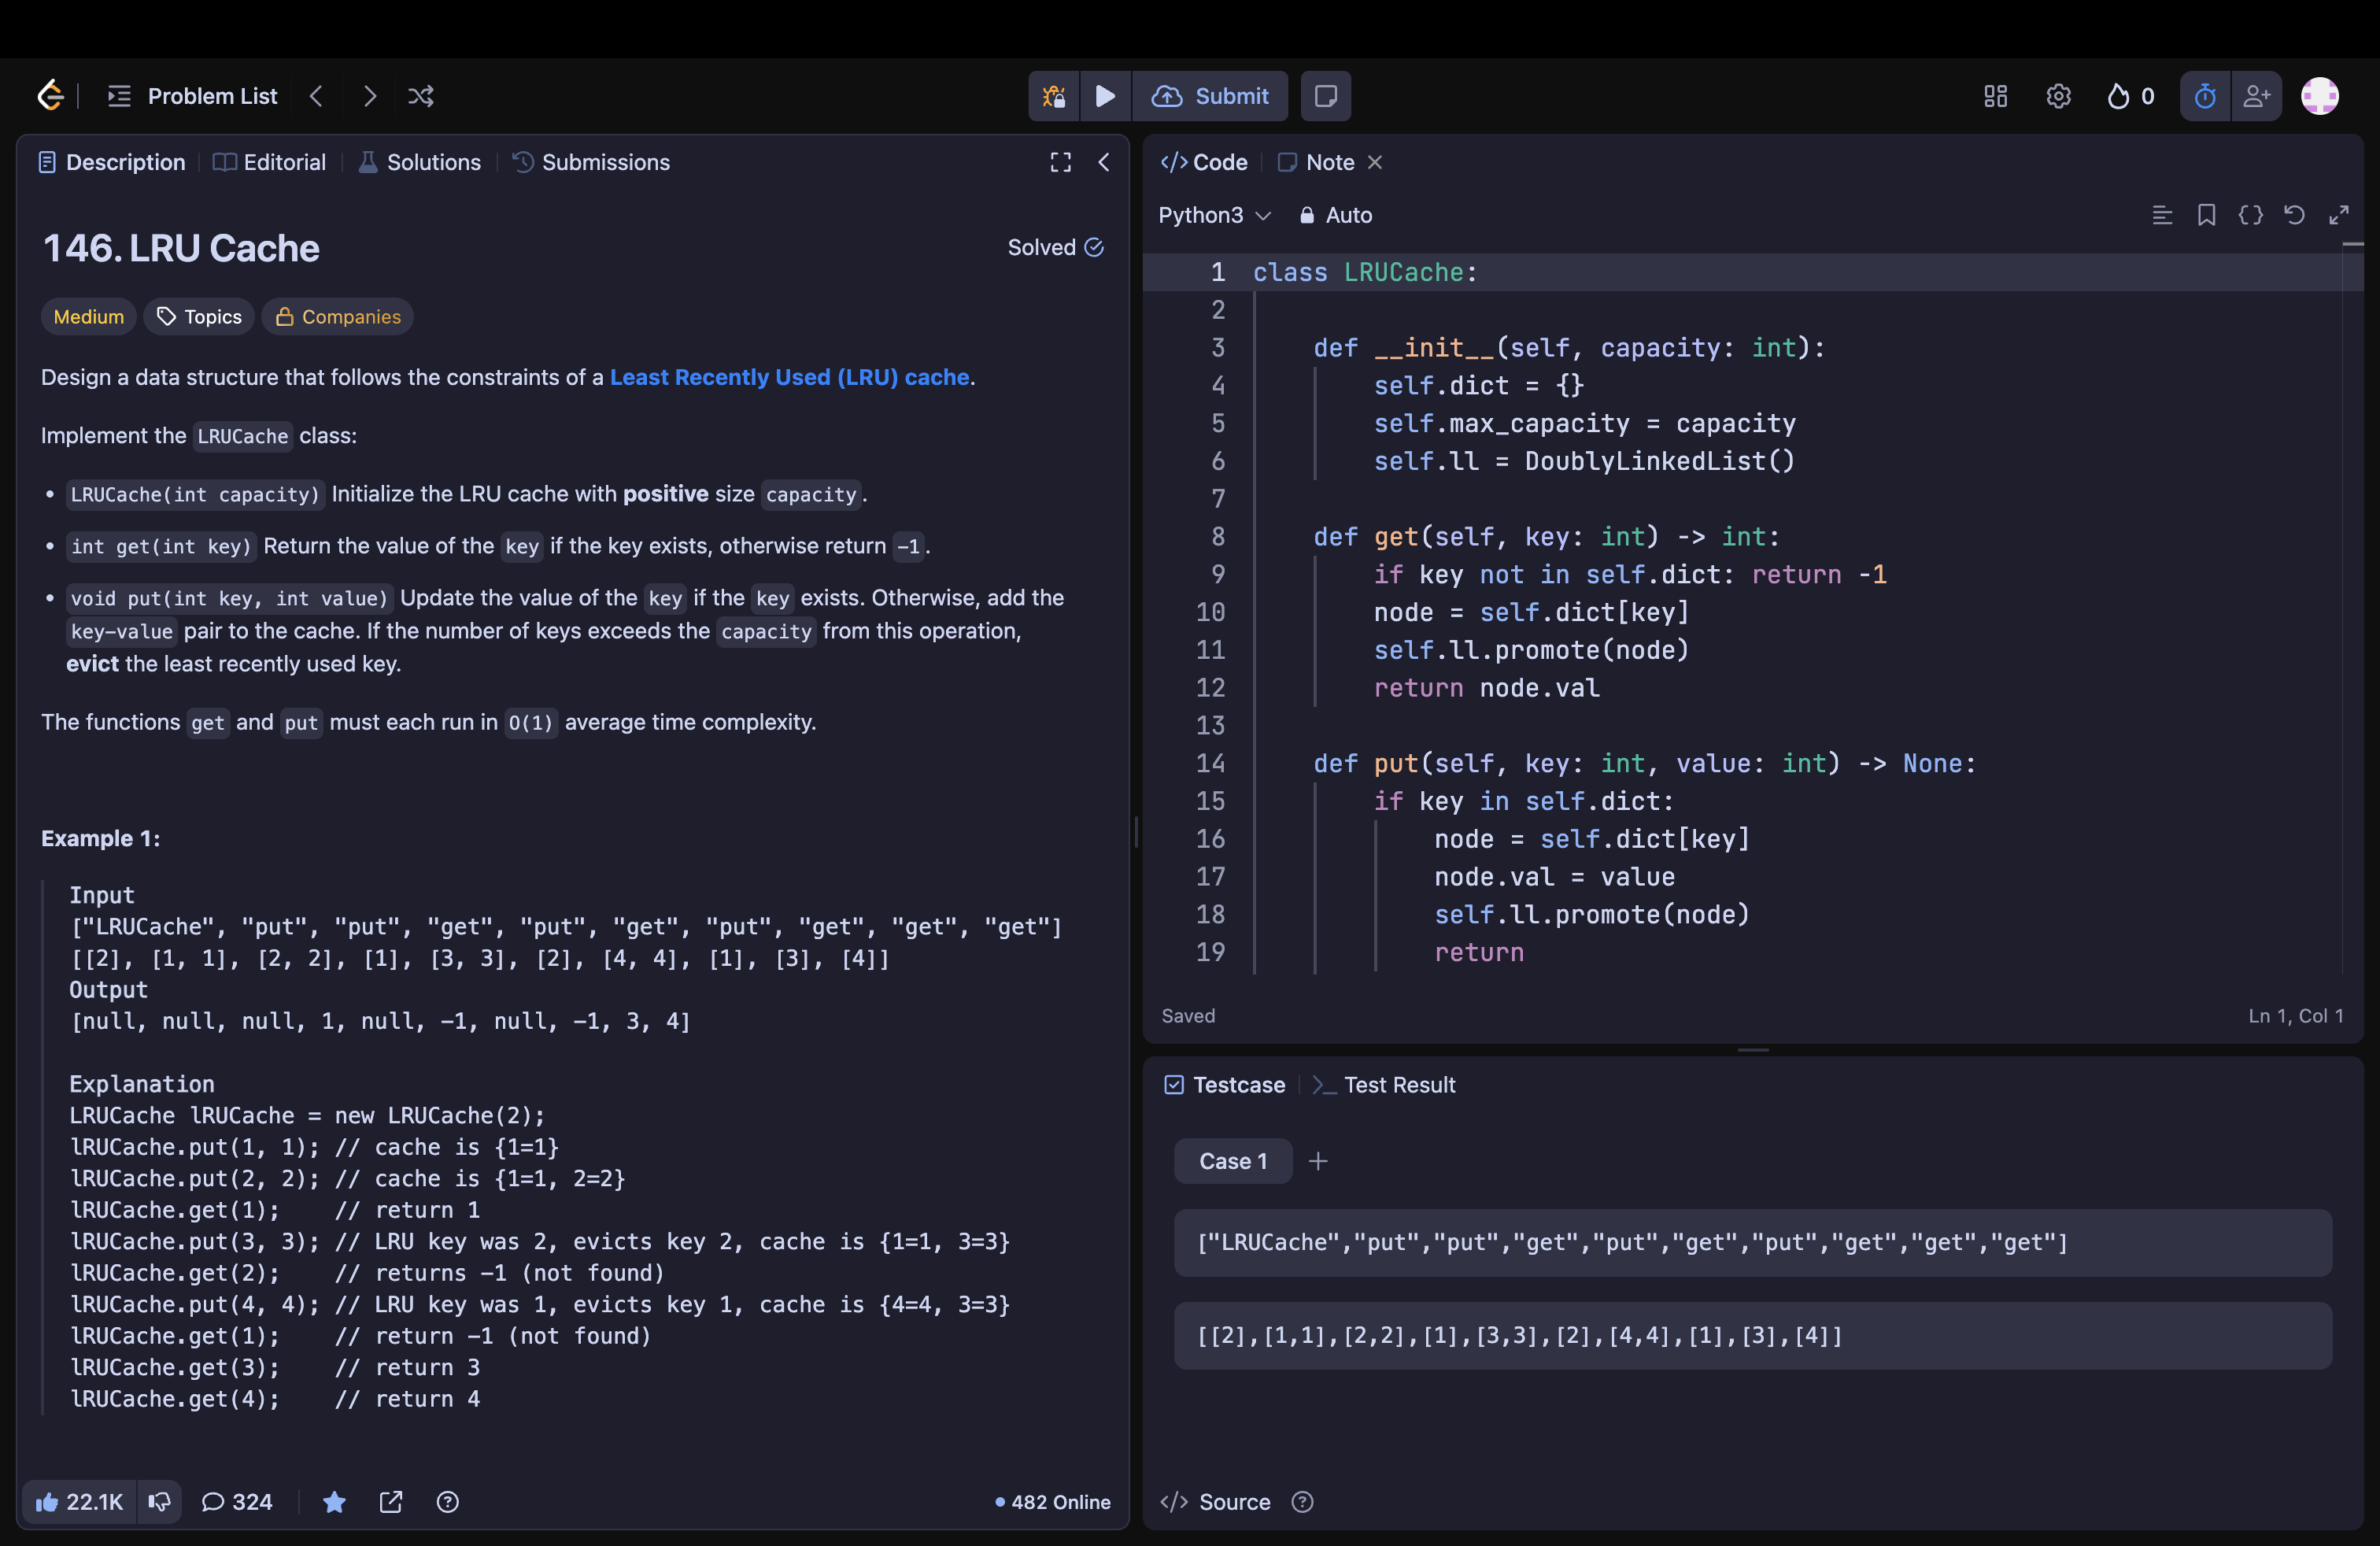 Problem List
Submit
0
Description
Editorial
Solutions
Submissions
146. LRU Cache
Solved
Medium
Topics
Companies
Design a data structure that follows the constraints of a Least Recently Used (LRU) cache.
Implement the LRUCache class:
• LRUCache(int capacity) Initialize the LRU cache with positive size capacity.
• int get(int key) Return the value of the key if the key exists, otherwise return -1.
• void put(int key, int value) Update the value of the key if the key exists. Otherwise, add the
key-value pair to the cache. If the number of keys exceeds the capacity from this operation,
evict the least recently used key.
The functions get and put must each run in O(1) average time complexity.
Example 1:
Input
["LRUCache", "put", "put", "get", "put", "get", "put", "get", "get", "get"]
[[2], [1, 1], [2, 2], [1], [3, 3], [2], [4, 4], [1], [3], [4]]
Output
[null, null, null, 1, null, -1, null, -1, 3, 4]
Explanation
LRUCache lRUCache = new LRUCache(2);
lRUCache.put(1, 1); // cache is {1=1}
lRUCache.put(2, 2); // cache is {1=1, 2=2}
lRUCache.get(1);    // return 1
lRUCache.put(3, 3); // LRU key was 2, evicts key 2, cache is {1=1, 3=3}
lRUCache.get(2);    // returns -1 (not found)
lRUCache.put(4, 4); // LRU key was 1, evicts key 1, cache is {4=4, 3=3}
lRUCache.get(1);    // return -1 (not found)
lRUCache.get(3);    // return 3
lRUCache.get(4);    // return 4
22.1K
324
482 Online
</> Code
Note
Python3
Auto
1 class LRUCache:
2
3     def __init__(self, capacity: int):
4         self.dict = {}
5         self.max_capacity = capacity
6         self.ll = DoublyLinkedList()
7
8     def get(self, key: int) -> int:
9         if key not in self.dict: return -1
10         node = self.dict[key]
11         self.ll.promote(node)
12         return node.val
13
14     def put(self, key: int, value: int) -> None:
15         if key in self.dict:
16             node = self.dict[key]
17             node.val = value
18             self.ll.promote(node)
19             return
Saved
Ln 1, Col 1
Testcase
Test Result
Case 1
["LRUCache","put","put","get","put","get","put","get","get","get"]
[[2],[1,1],[2,2],[1],[3,3],[2],[4,4],[1],[3],[4]]
</> Source